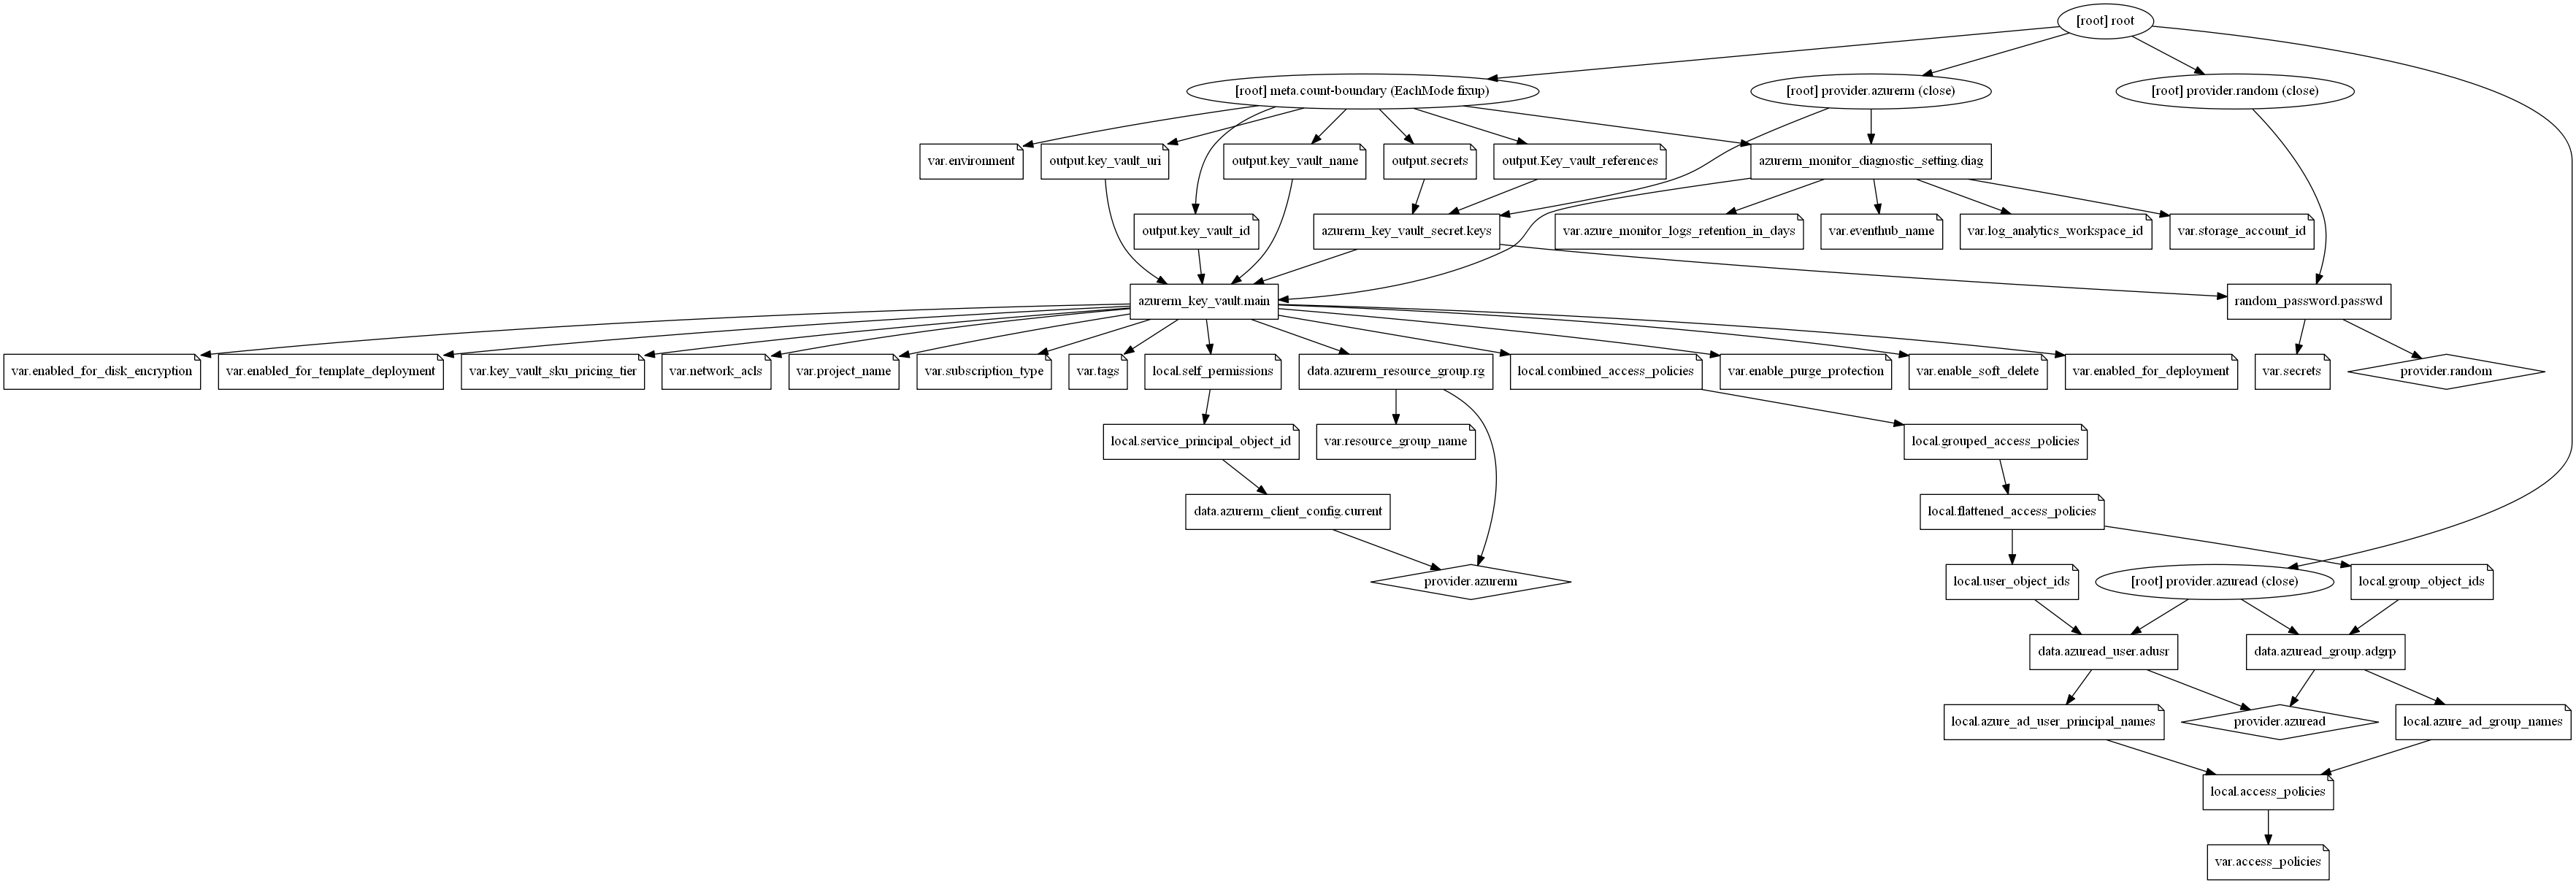 [root] root
[root] meta.count-boundary (EachMode fixup)
[root] provider.azurerm (close)
[root] provider.random (close)
var.environment
output.key_vault_uri
output.key_vault_name
output.secrets
output.Key_vault_references
azurerm_monitor_diagnostic_setting.diag
output.key_vault_id
azurerm_key_vault_secret.keys
var.azure_monitor_logs_retention_in_days
var.eventhub_name
var.log_analytics_workspace_id
var.storage_account_id
azurerm_key_vault.main
random_password.passwd
var.enabled_for_disk_encryption
var.enabled_for_template_deployment
var.key_vault_sku_pricing_tier
var.network_acls
var.project_name
var.subscription_type
var.tags
local.self_permissions
data.azurerm_resource_group.rg
local.combined_access_policies
var.enable_purge_protection
var.enable_soft_delete
var.enabled_for_deployment
var.secrets
provider.random
local.service_principal_object_id
var.resource_group_name
local.grouped_access_policies
data.azurerm_client_config.current
local.flattened_access_policies
provider.azurerm
local.user_object_ids
[root] provider.azuread (close)
local.group_object_ids
data.azuread_user.adusr
data.azuread_group.adgrp
local.azure_ad_user_principal_names
provider.azuread
local.azure_ad_group_names
local.access_policies
var.access_policies